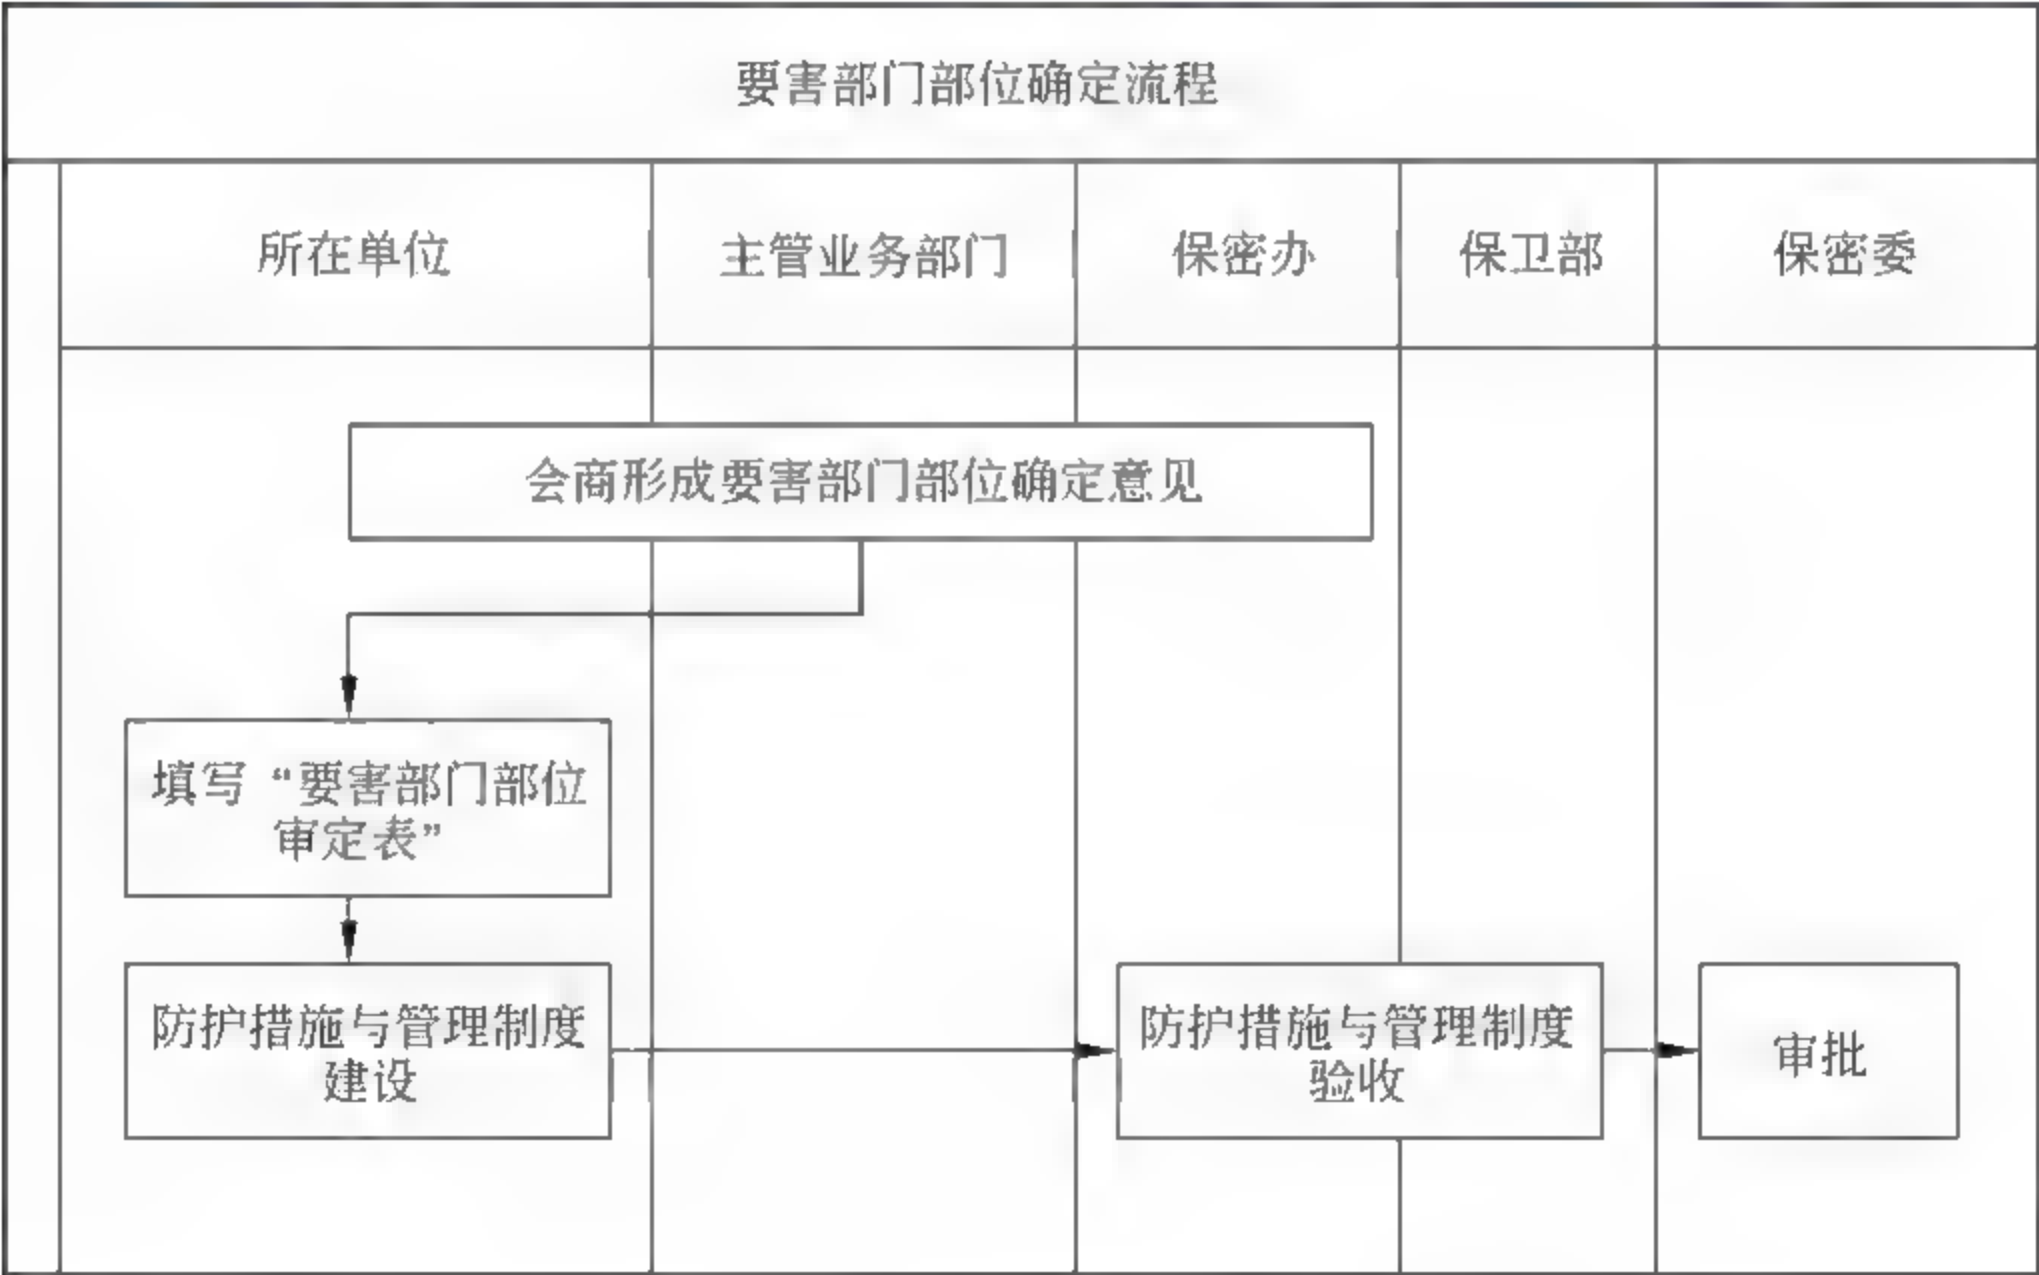 要害部门部位确定流程
所在单位
主管业务部门
保密办
保卫部
保密委
会商形成要害部门部位确定意见
填写“要害部门部位
审定表”
防护措施与管理制度
建设
防护措施与管理制度
验收
审批